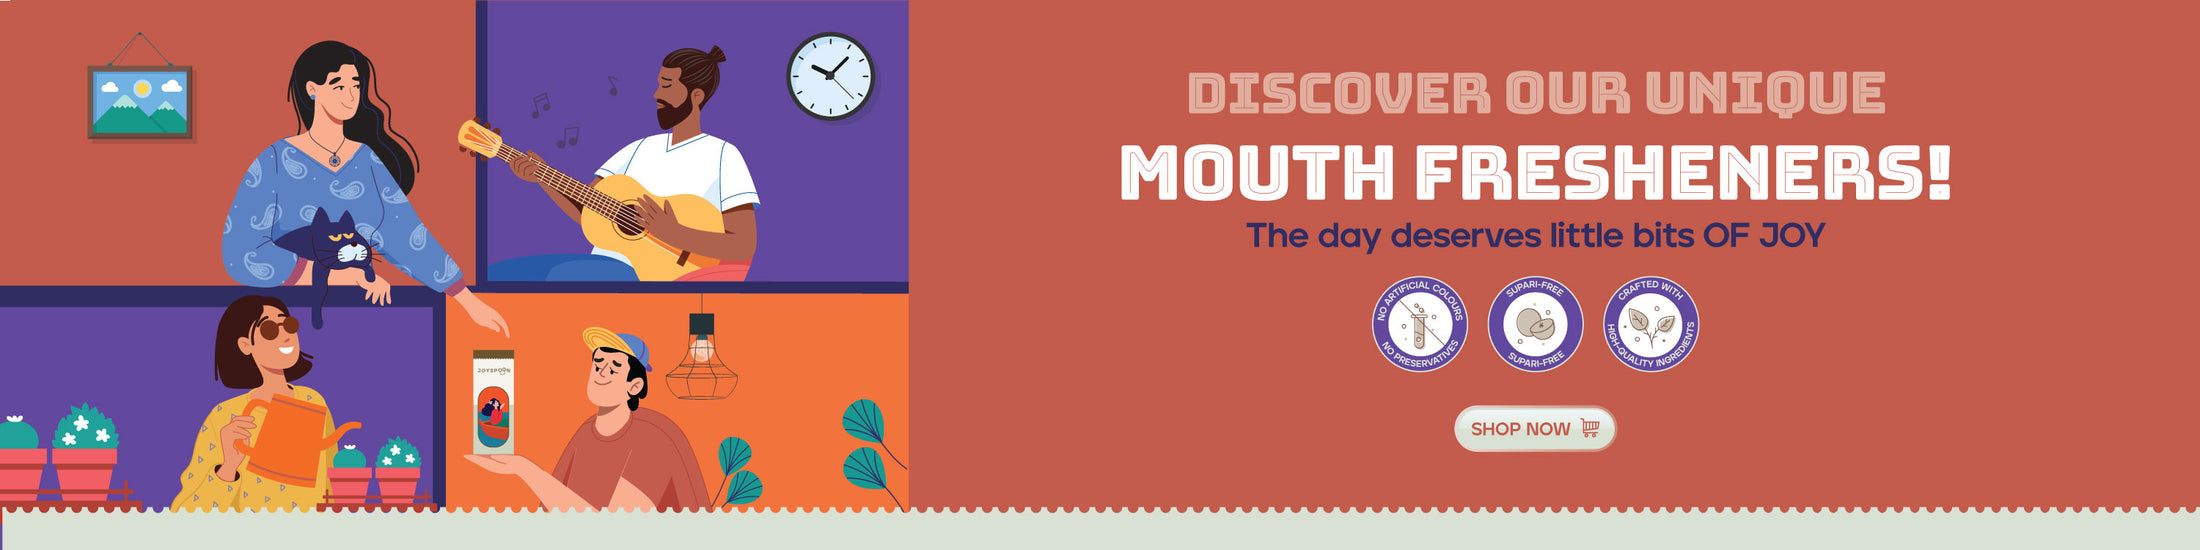 DISCOVER OUR UNIQUE
MOUTH FRESHENERS!
The day deserves little bits OF JOY
NO ARTIFICIAL COLOURS
NO PRESERVATIVES
SUPARI-FREE
SUPARI-FREE
CRAFTED WITH
HIGH-QUALITY INGREDIENTS
SHOP NOW
JOYSPOON